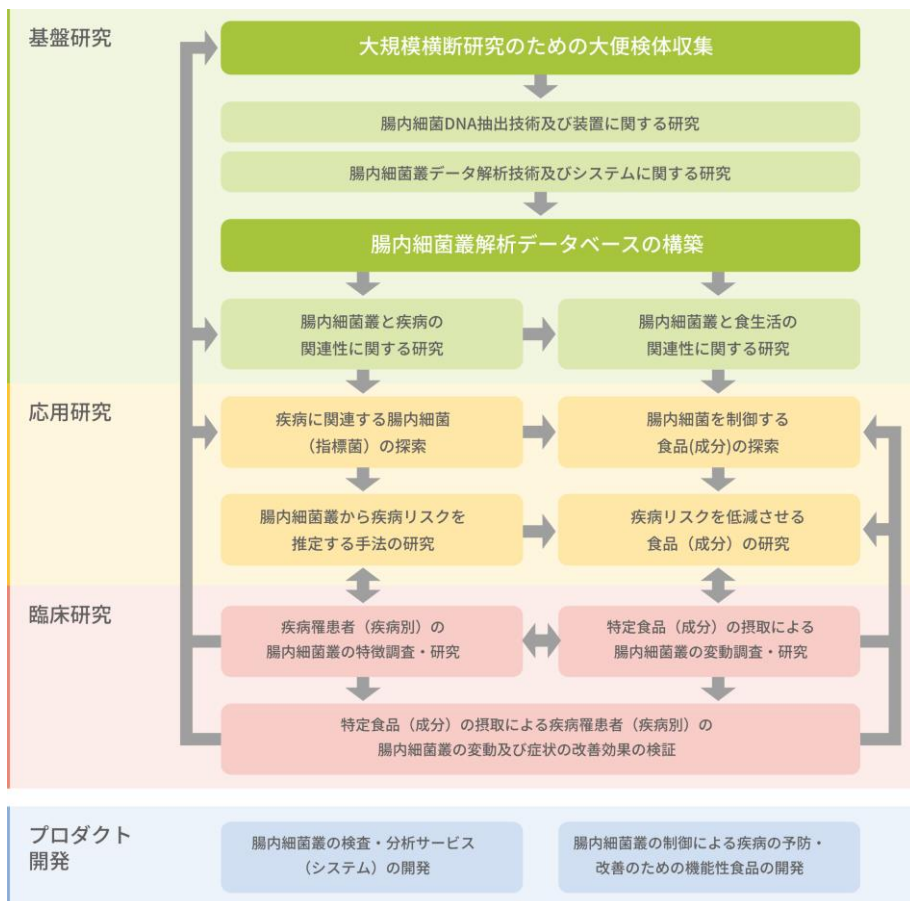 基盤研究
大規模横断研究のための大便検体収集
腸内細菌DNA抽出技術及び装置に関する研究
腸内細菌叢データ解析技術及びシステムに関する研究
腸内細菌叢解析データベースの構築
腸内細菌叢と疾病の
関連性に関する研究
腸内細菌叢と食生活の
関連性に関する研究
応用研究
疾病に関連する腸内細菌
（指標菌）の探索
腸内細菌を制御する
食品(成分)の探索
腸内細菌叢から疾病リスクを
推定する手法の研究
疾病リスクを低減させる
食品（成分）の研究
臨床研究
疾病罹患者（疾病別）の
腸内細菌叢の特徴調査・研究
特定食品（成分）の摂取による
腸内細菌叢の変動調査・研究
特定食品（成分）の摂取による疾病罹患者（疾病別）の
腸内細菌叢の変動及び症状の改善効果の検証
プロダクト
開発
腸内細菌叢の検査・分析サービス
（システム）の開発
腸内細菌叢の制御による疾病の予防・
改善のための機能性食品の開発